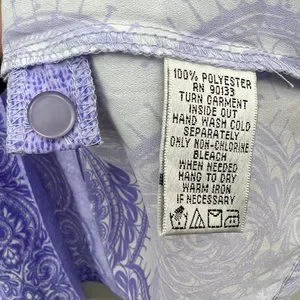 100% POLYESTER
RN 90133
TURN GARMENT
INSIDE OUT
HAND WASH COLD
SEPARATELY
ONLY NON-CHLORINE
BLEACH
WHEN NEEDED
HANG TO DRY
WARM IRON
IF NECESSARY